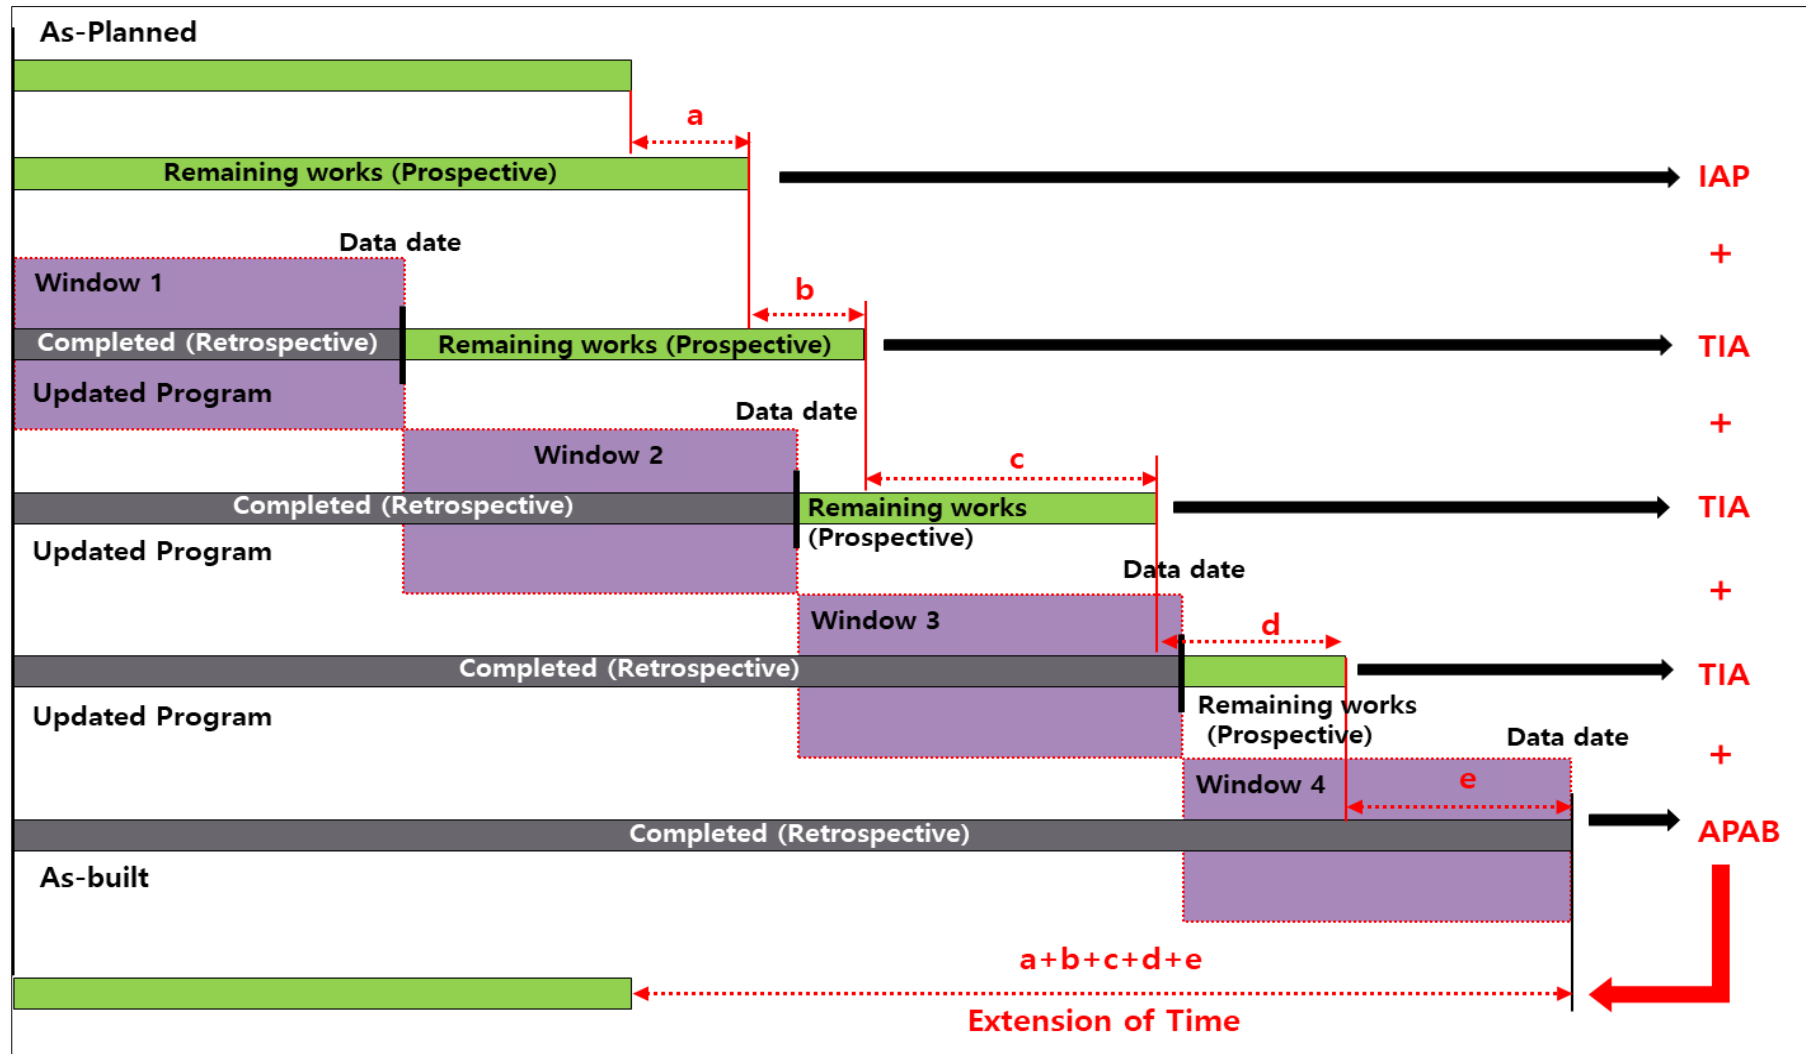 As-Planned
a
Remaining works (Prospective)
IAP
Data date
+
Window 1
b
Completed (Retrospective)
Remaining works (Prospective)
TIA
Updated Program
Data date
+
Window 2
c
Completed (Retrospective)
Remaining works
(Prospective)
TIA
Updated Program
Data date
+
Window 3
d
Completed (Retrospective)
TIA
Updated Program
Remaining works
(Prospective)
Data date
+
Window 4
e
Completed (Retrospective)
APAB
As-built
a+b+c+d+e
Extension of Time